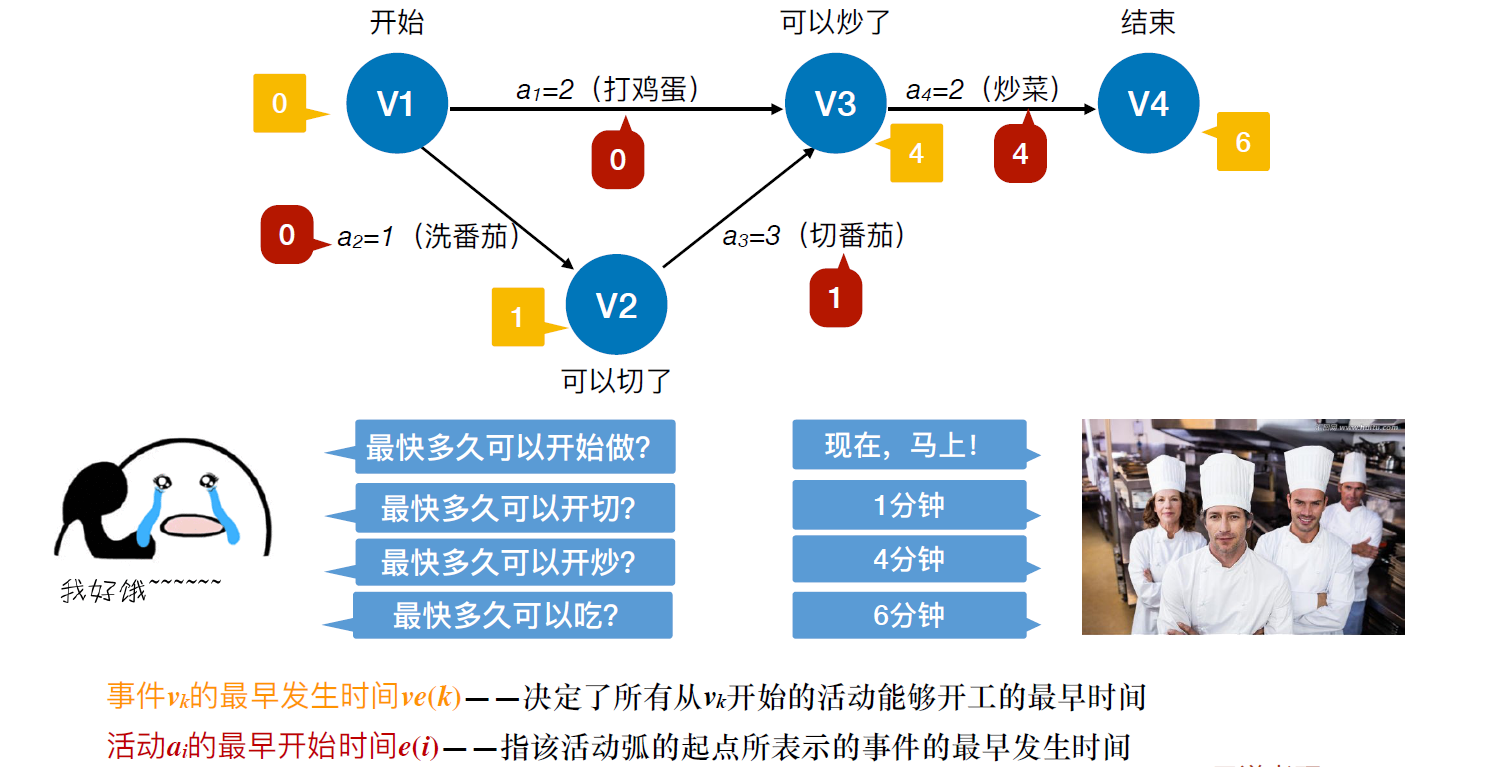 开始
可以炒了
结束
0
V1
a₁=2（打鸡蛋）
V3
a₄=2（炒菜）
V4
0
4
4
6
0
a₂=1（洗番茄）
a₃=3（切番茄）
1
V2
1
可以切了
最快多久可以开始做？
现在，马上！
最快多久可以开切？
1分钟
最快多久可以开炒？
4分钟
最快多久可以吃？
6分钟
我好饿~~~~~~
事件vₖ的最早发生时间ve(k)——决定了所有从vₖ开始的活动能够开工的最早时间
活动aᵢ的最早开始时间e(i)——指该活动弧的起点所表示的事件的最早发生时间